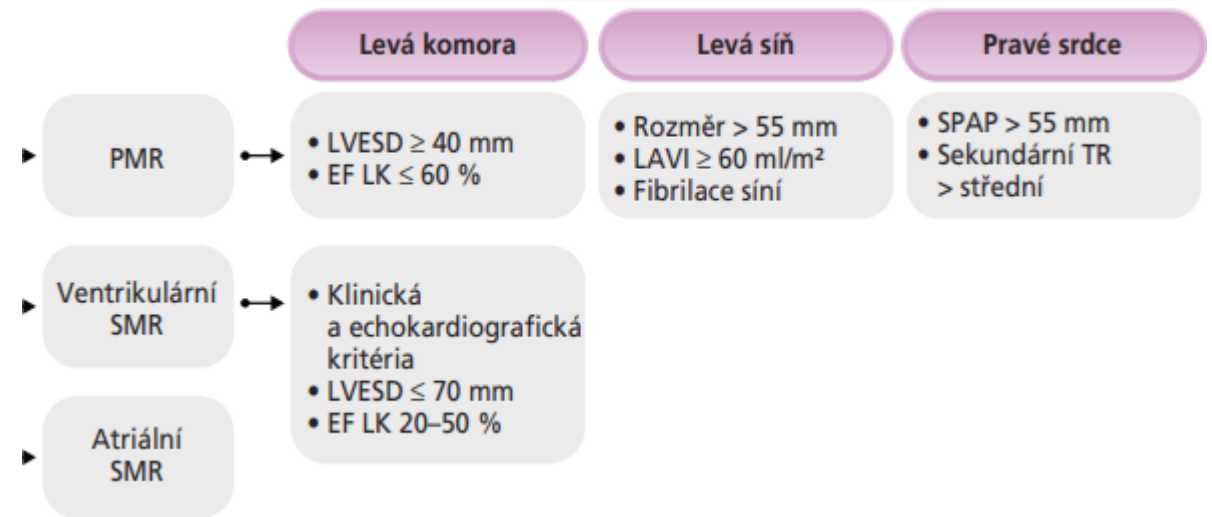 Levá komora
Levá síň
Pravé srdce
PMR
• LVESD ≥ 40 mm
• EF LK ≤ 60 %
• Rozměr > 55 mm
• LAVI ≥ 60 ml/m²
• Fibrilace síní
• SPAP > 55 mm
• Sekundární TR
> střední
Ventrikulární
SMR
• Klinická
a echokardiografická
kritéria
• LVESD ≤ 70 mm
• EF LK 20–50 %
Atriální
SMR